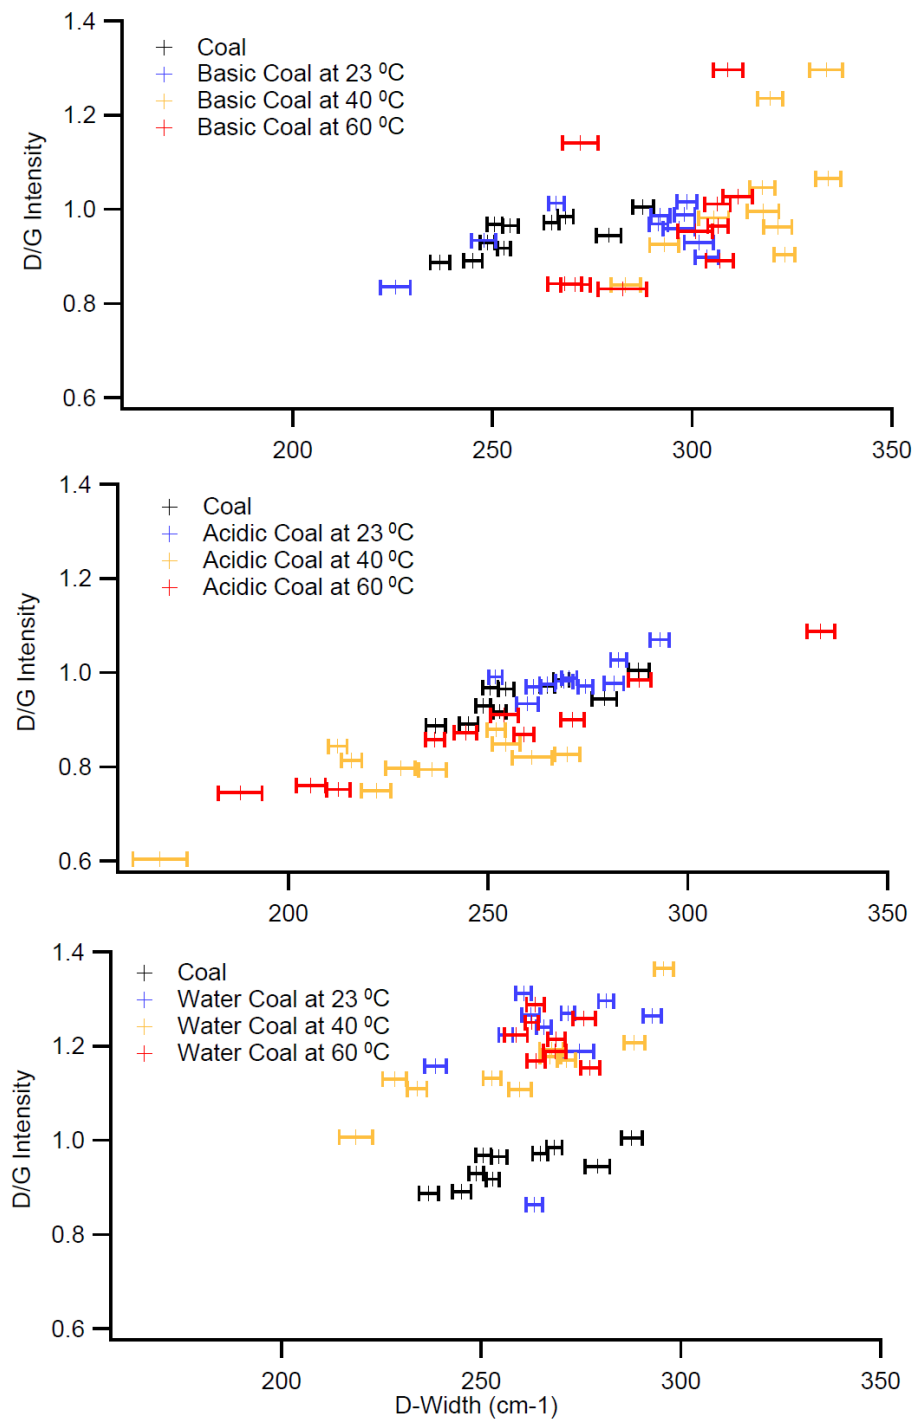 1.4
Coal
Basic Coal at 23 ⁰C
Basic Coal at 40 ⁰C
Basic Coal at 60 ⁰C
1.2
1.0
0.8
0.6
D/G Intensity
200 250 300 350
1.4
Coal
Acidic Coal at 23 ⁰C
Acidic Coal at 40 ⁰C
Acidic Coal at 60 ⁰C
1.2
1.0
0.8
0.6
D/G Intensity
200 250 300 350
1.4
Coal
Water Coal at 23 ⁰C
Water Coal at 40 ⁰C
Water Coal at 60 ⁰C
1.2
1.0
0.8
0.6
D/G Intensity
200 250 300 350
D-Width (cm-1)